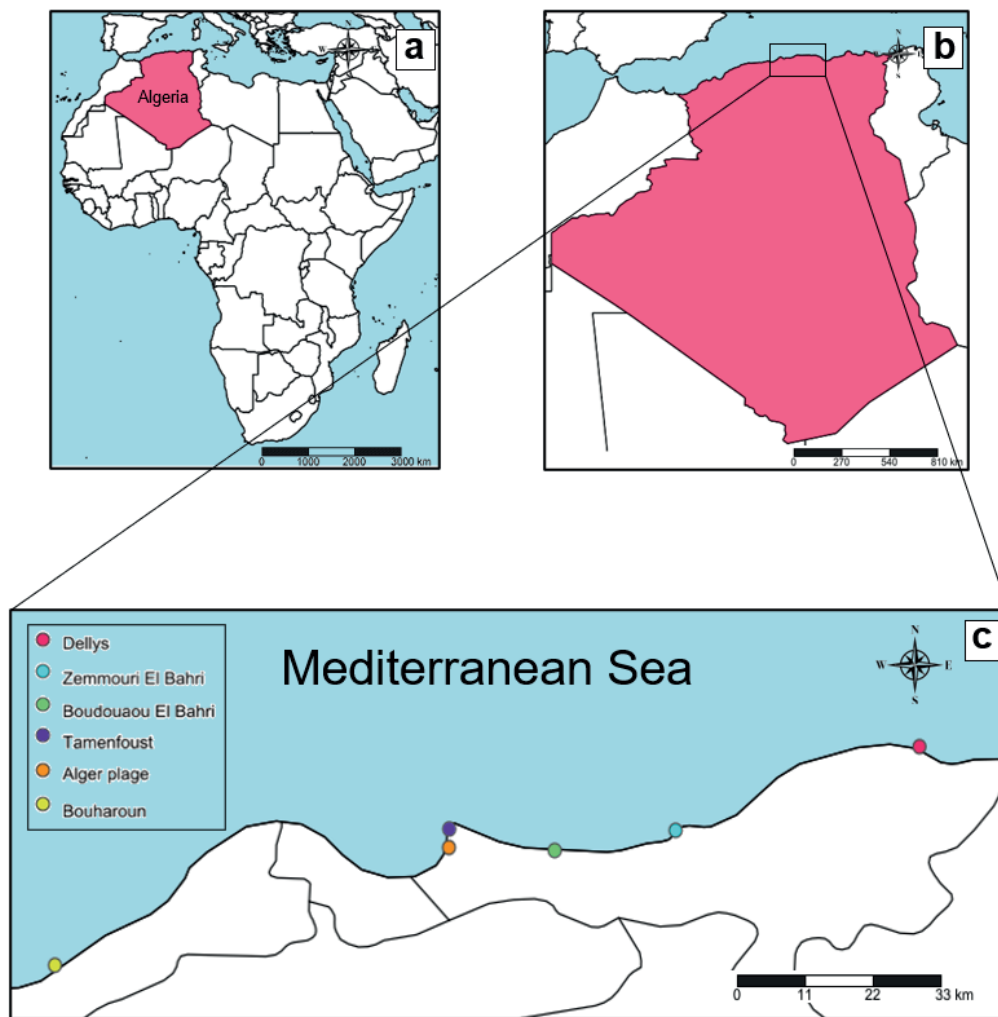 a
N
W
E
Algeria
0 1000 2000 3000 km
b
N
W
E
S
0 270 540 810 km
c
Dellys
Zemmouri El Bahri
Boudouaou El Bahri
Tamenfoust
Alger plage
Bouharoun
Mediterranean Sea
N
W E
S
0 11 22 33 km